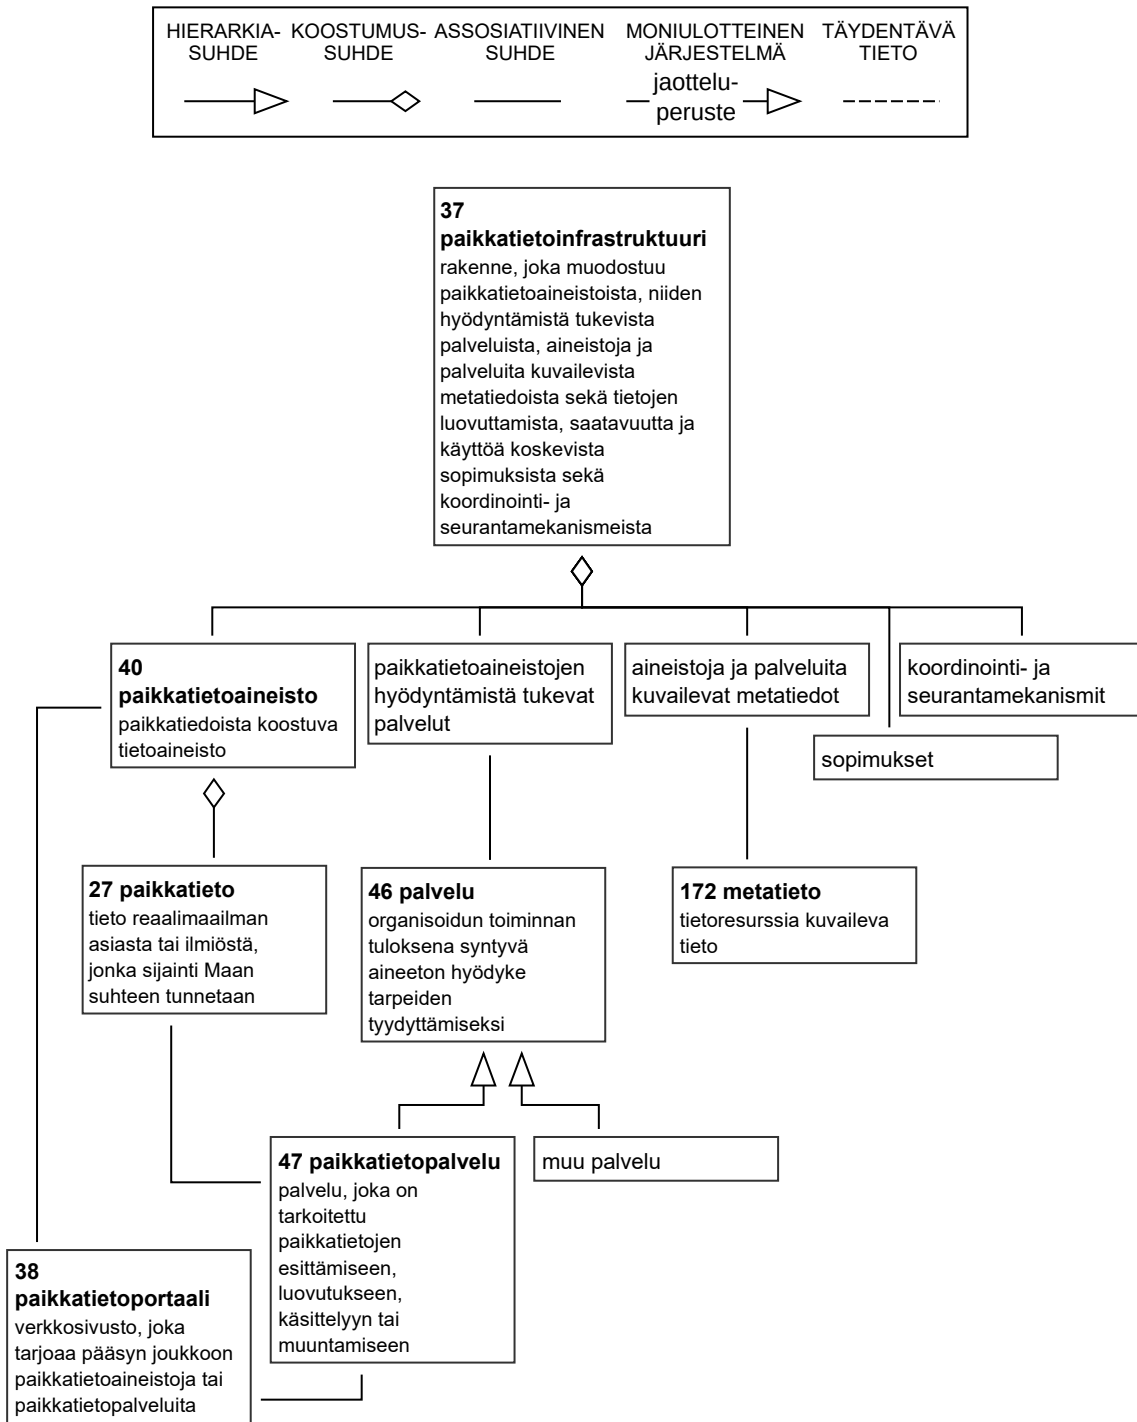 HIERARKIA-
SUHDE
KOOSTUMUS-
SUHDE
ASSOSIATIIVINEN
SUHDE
MONIULOTTEINEN
JÄRJESTELMÄ
jaottelu-
peruste
TÄYDENTÄVÄ
TIETO
37
paikkatietoinfrastruktuuri
rakenne, joka muodostuu
paikkatietoaineistoista, niiden
hyödyntämistä tukevista
palveluista, aineistoja ja
palveluita kuvailevista
metatiedoista sekä tietojen
luovuttamista, saatavuutta ja
käyttöä koskevista
sopimuksista sekä
koordinointi- ja
seurantamekanismeista
40
paikkatietoaineisto
paikkatiedoista koostuva
tietoaineisto
paikkatietoaineistojen
hyödyntämistä tukevat
palvelut
aineistoja ja palveluita
kuvailevat metatiedot
koordinointi- ja
seurantamekanismit
sopimukset
27 paikkatieto
tieto reaalimaailman
asiasta tai ilmiöstä,
jonka sijainti Maan
suhteen tunnetaan
46 palvelu
organisoidun toiminnan
tuloksena syntyvä
aineeton hyödyke
tarpeiden
tyydyttämiseksi
172 metatieto
tietoresurssia kuvaileva
tieto
47 paikkatietopalvelu
palvelu, joka on
tarkoitettu
paikkatietojen
esittämiseen,
luovutukseen,
käsittelyyn tai
muuntamiseen
muu palvelu
38
paikkatietoportaali
verkkosivusto, joka
tarjoaa pääsyn joukkoon
paikkatietoaineistoja tai
paikkatietopalveluita